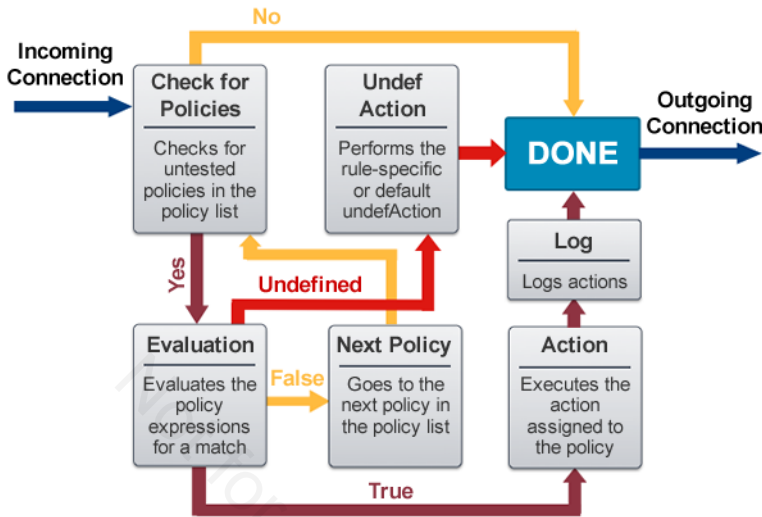 No
Incoming
Connection
Check for
Policies
Checks for
untested
policies in the
policy list
Undef
Action
Performs the
rule-specific
or default
undefAction
DONE
Outgoing
Connection
Log
Logs actions
Yes
Undefined
Evaluation
Evaluates the
policy
expressions
for a match
False
Next Policy
Goes to the
next policy in
the policy list
Action
Executes the
action
assigned to
the policy
True
Not for